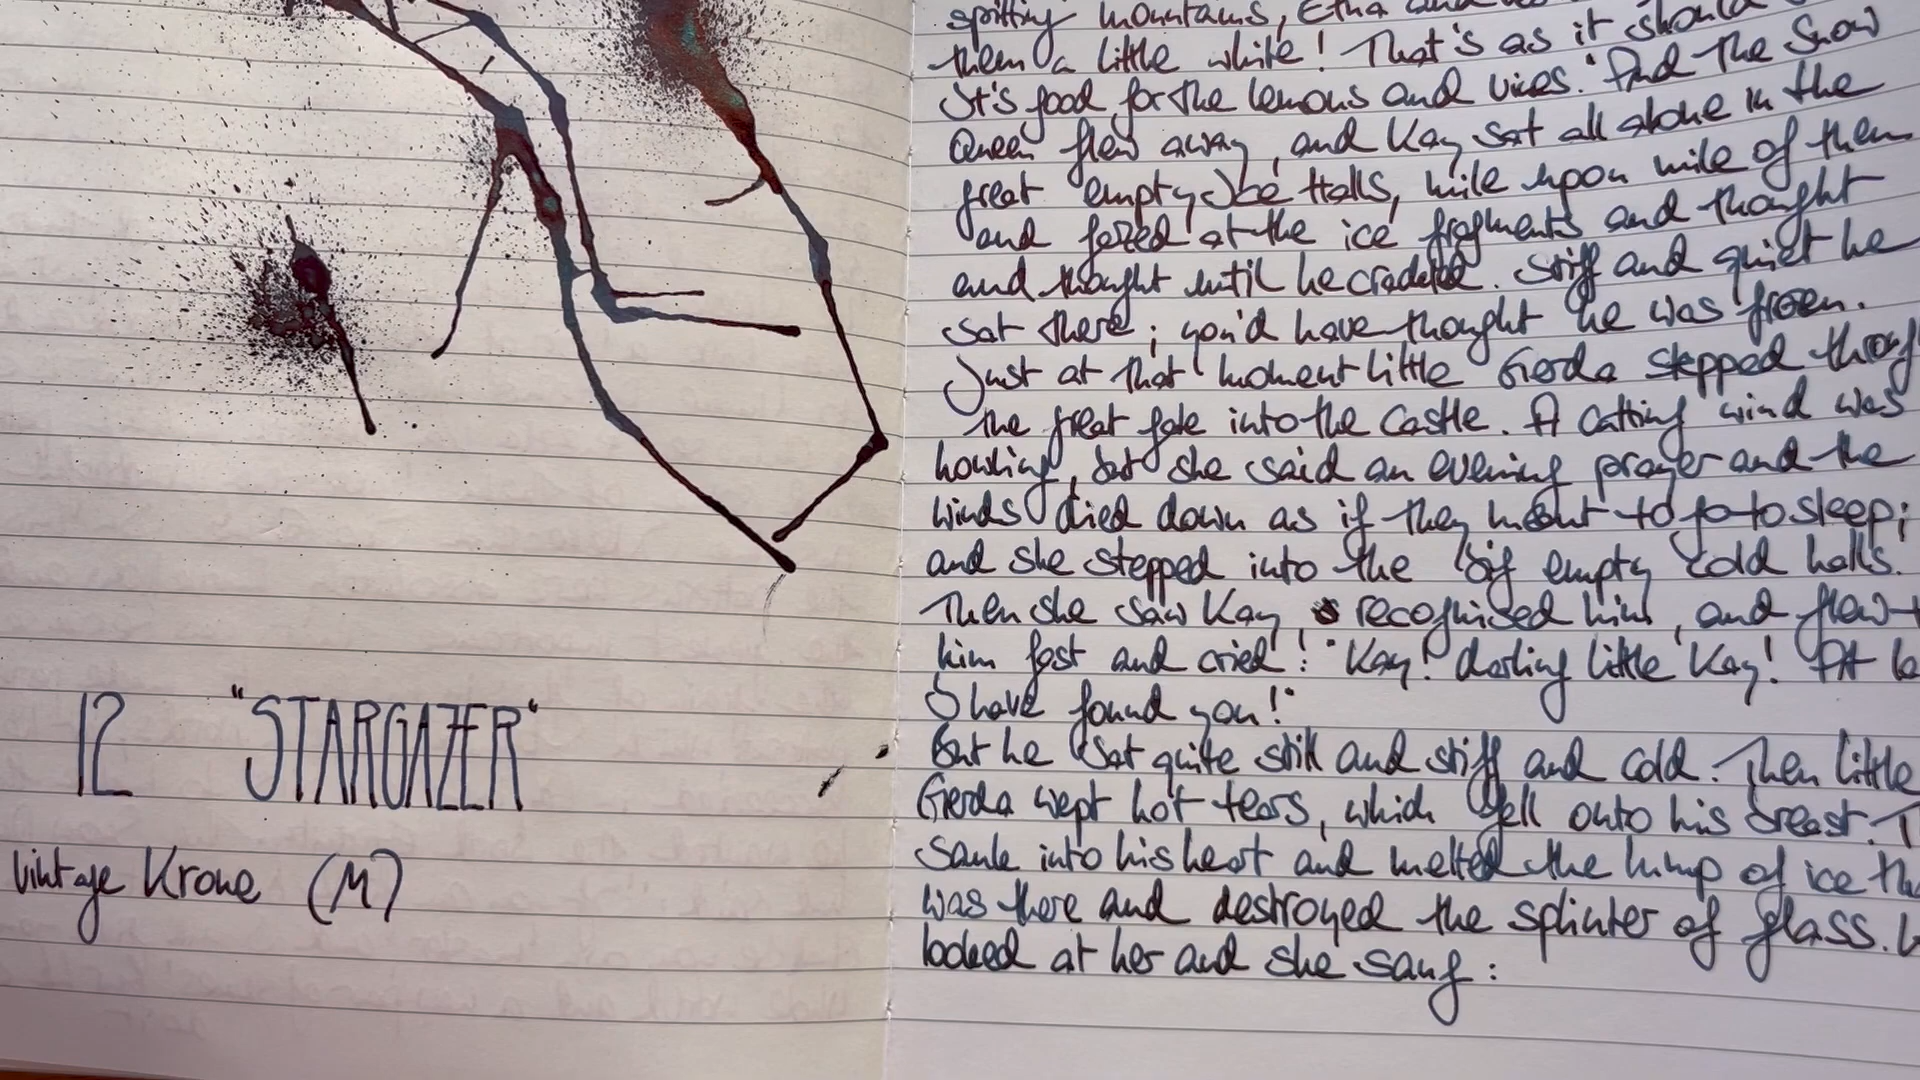 12 "STARGAZER"
Vintage Krone (M)
spitting mountains, Etna and
them a little white! That's as it should
It's good for the lemons and vines." And the Snow
Queen flew away, and Kay sat all alone in the
great empty Ice Halls, mile upon mile of them
and gazed at the ice fragments and thought
and thought until he creaked. Stiff and quiet he
sat there; you'd have thought he was frozen.
Just at that moment little Gerda stepped throug
the great gate into the Castle. A cutting wind was
howling, but she said an evening prayer and the
winds died down as if they meant to go to sleep;
and she stepped into the big empty cold halls.
Then she saw Kay, recognised him, and flew t
him fast and cried: "Kay! darling little Kay! At la
I have found you!"
But he sat quite still and stiff and cold. Then little
Gerda wept hot tears, which fell onto his breast. T
sank into his heart and melted the lump of ice tha
was there and destroyed the splinter of glass.
looked at her and she sang: